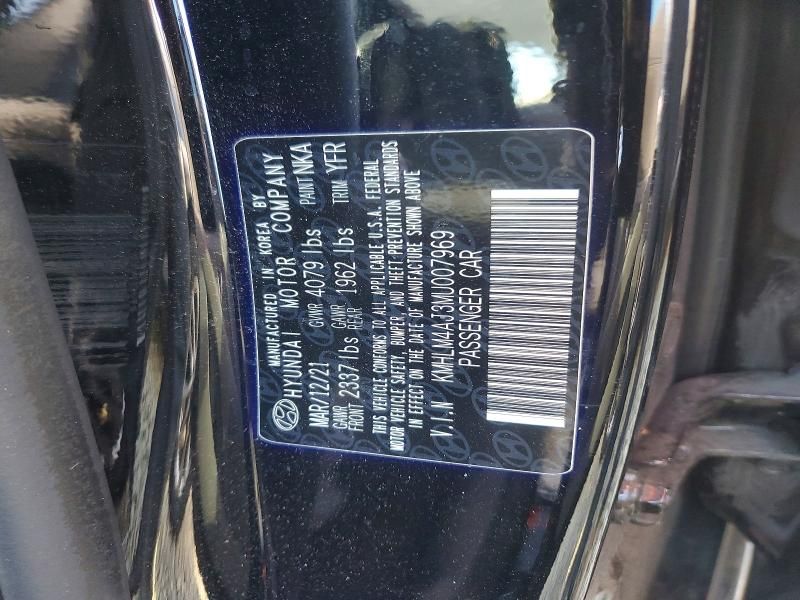 MANUFACTURED IN KOREA BY
HYUNDAI MOTOR COMPANY
MAR/12/21 GVWR 4079 lbs PAINT NKA
GAWR FRONT 2337 lbs GAWR REAR 1962 lbs TRIM YFR
THIS VEHICLE CONFORMS TO ALL APPLICABLE U.S.A. FEDERAL
MOTOR VEHICLE SAFETY, BUMPER, AND THEFT PREVENTION STANDARDS
IN EFFECT ON THE DATE OF MANUFACTURE SHOWN ABOVE
V.I.N KMHLN4AJ3MU007969
PASSENGER CAR